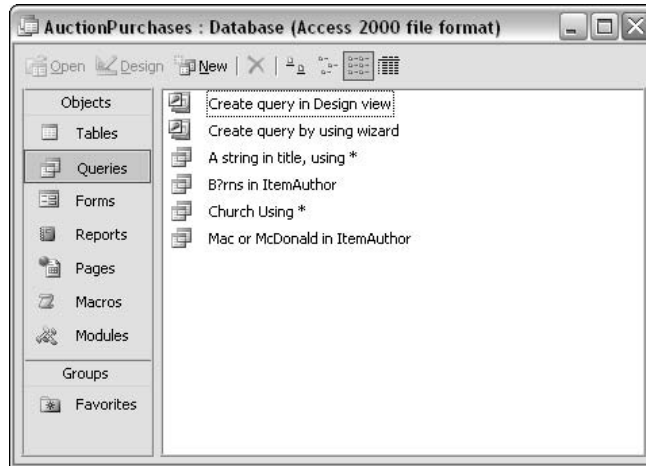 AuctionPurchases : Database (Access 2000 file format)
Open Design New
Objects
Tables
Queries
Forms
Reports
Pages
Macros
Modules
Groups
Favorites
Create query in Design view
Create query by using wizard
A string in title, using *
B?rns in ItemAuthor
Church Using *
Mac or McDonald in ItemAuthor